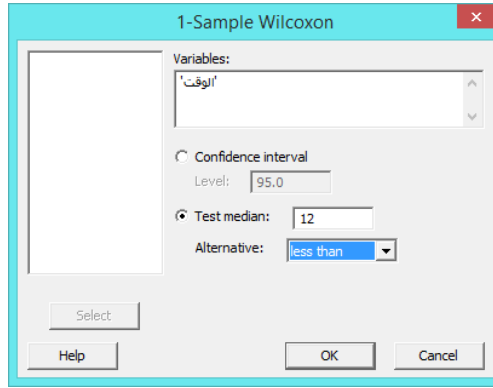 1-Sample Wilcoxon
Variables:
'الوقت'
Confidence interval
Level: 95.0
Test median: 12
Alternative: less than
Select
Help OK Cancel